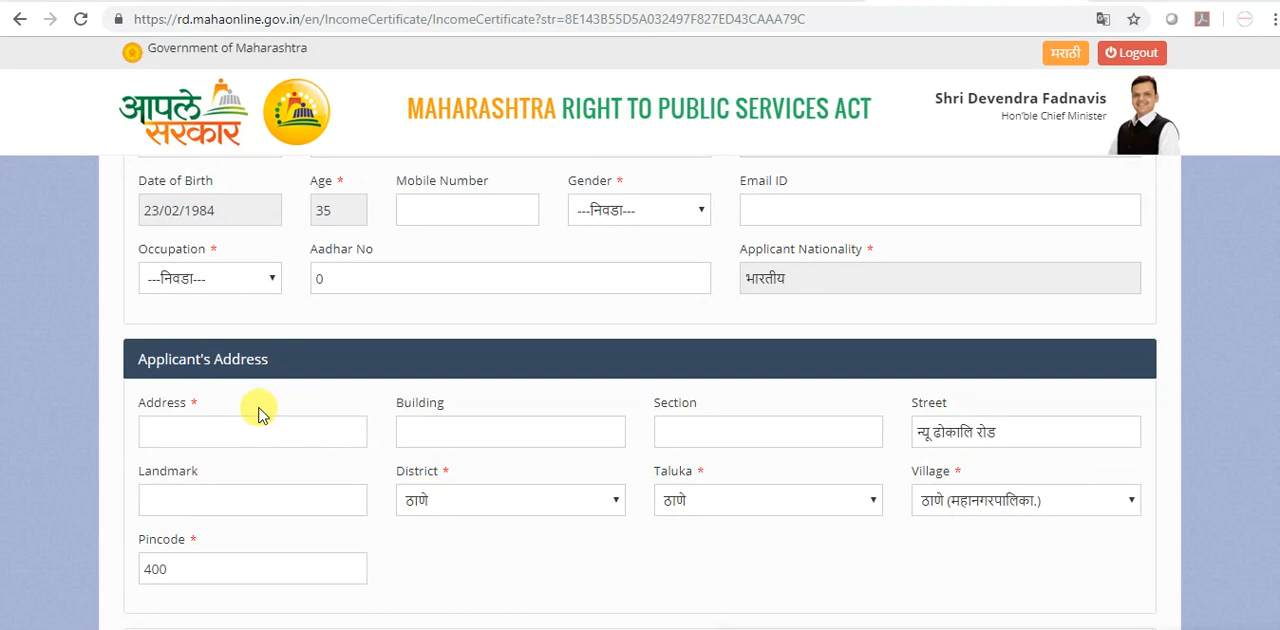 https://rd.mahaonline.gov.in/en/IncomeCertificate/IncomeCertificate?str=8E143B55D5A032497F827ED43CAAA79C
Government of Maharashtra
मराठी
Logout
आपले
सरकार
MAHARASHTRA RIGHT TO PUBLIC SERVICES ACT
Shri Devendra Fadnavis
Hon'ble Chief Minister
Date of Birth
Age *
Mobile Number
Gender *
Email ID
23/02/1984
35
---निवडा---
Occupation *
Aadhar No
Applicant Nationality *
---निवडा---
0
भारतीय
Applicant's Address
Address *
Building
Section
Street
न्यू ढोकालि रोड
Landmark
District *
Taluka *
Village *
ठाणे
ठाणे
ठाणे (महानगरपालिका.)
Pincode *
400